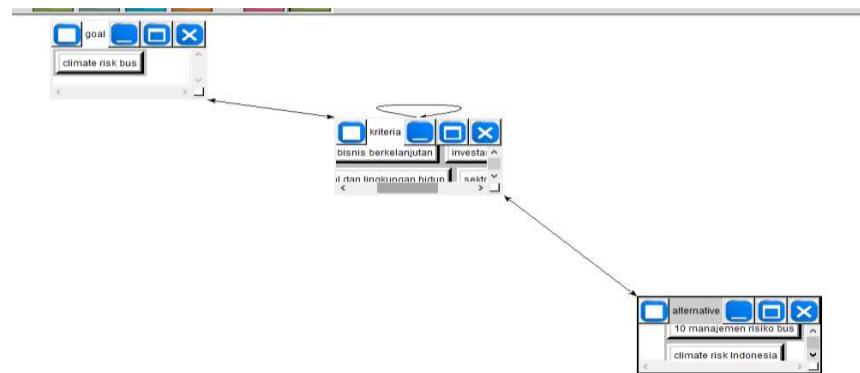 goal
climate risk bus
kriteria
bisnis berkelanjutan investas
l dan lingkungan hidup sekto
alternative
10 manajemen risiko bus
climate risk Indonesia